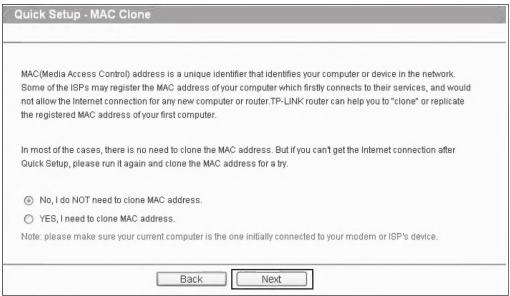 Quick Setup - MAC Clone
MAC(Media Access Control) address is a unique identifier that identifies your computer or device in the network.
Some of the ISPs may register the MAC address of your computer which firstly connects to their services, and would
not allow the Internet connection for any new computer or router.TP-LINK router can help you to "clone" or replicate
the registered MAC address of your first computer.
In most of the cases, there is no need to clone the MAC address. But if you can't get the Internet connection after
Quick Setup, please run it again and clone the MAC address for a try.
No, I do NOT need to clone MAC address.
YES, I need to clone MAC address.
Note: please make sure your current computer is the one initially connected to your modem or ISP's device.
Back Next